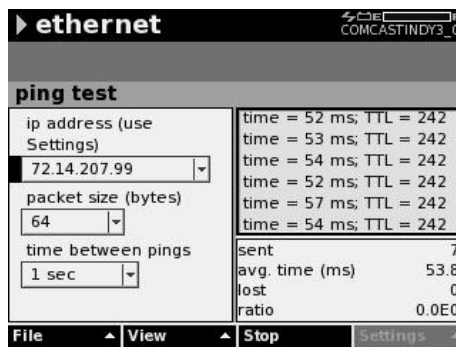 ethernet
COMCASTINDY3_0
ping test
ip address (use
Settings)
72.14.207.99
packet size (bytes)
64
time between pings
1 sec
time = 52 ms; TTL = 242
time = 53 ms; TTL = 242
time = 54 ms; TTL = 242
time = 52 ms; TTL = 242
time = 57 ms; TTL = 242
time = 54 ms; TTL = 242
sent 7
avg. time (ms) 53.8
lost 0
ratio 0.0E0
File View Stop Settings